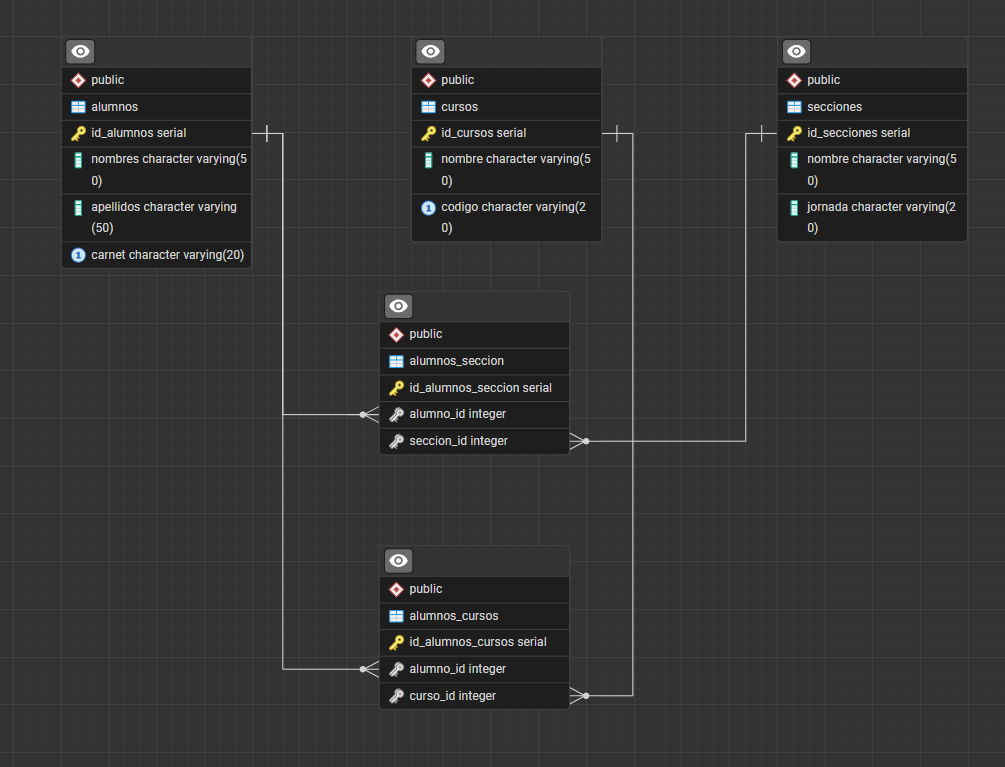 public
alumnos
id_alumnos serial
nombres character varying(5
0)
apellidos character varying
(50)
1 carnet character varying(20)
public
cursos
id_cursos serial
nombre character varying(5
0)
1 codigo character varying(2
0)
public
secciones
id_secciones serial
nombre character varying(5
0)
jornada character varying(2
0)
public
alumnos_seccion
id_alumnos_seccion serial
alumno_id integer
seccion_id integer
public
alumnos_cursos
id_alumnos_cursos serial
alumno_id integer
curso_id integer